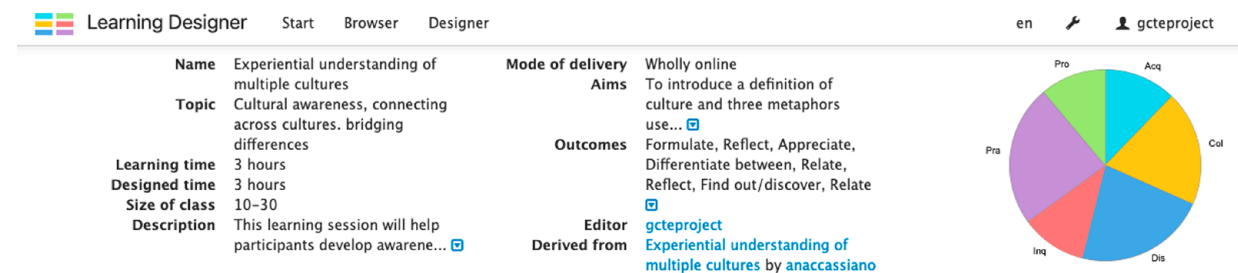 Learning Designer Start Browser Designer en gcteproject
Name Experiential understanding of
multiple cultures
Topic Cultural awareness, connecting
across cultures. bridging
differences
Learning time 3 hours
Designed time 3 hours
Size of class 10-30
Description This learning session will help
participants develop awarene...
Mode of delivery Wholly online
Aims To introduce a definition of
culture and three metaphors
use...
Outcomes Formulate, Reflect, Appreciate,
Differentiate between, Relate,
Reflect, Find out/discover, Relate
Editor gcteproject
Derived from Experiential understanding of
multiple cultures by anaccassiano
Pro
Acq
Col
Pra
Inq
Dis